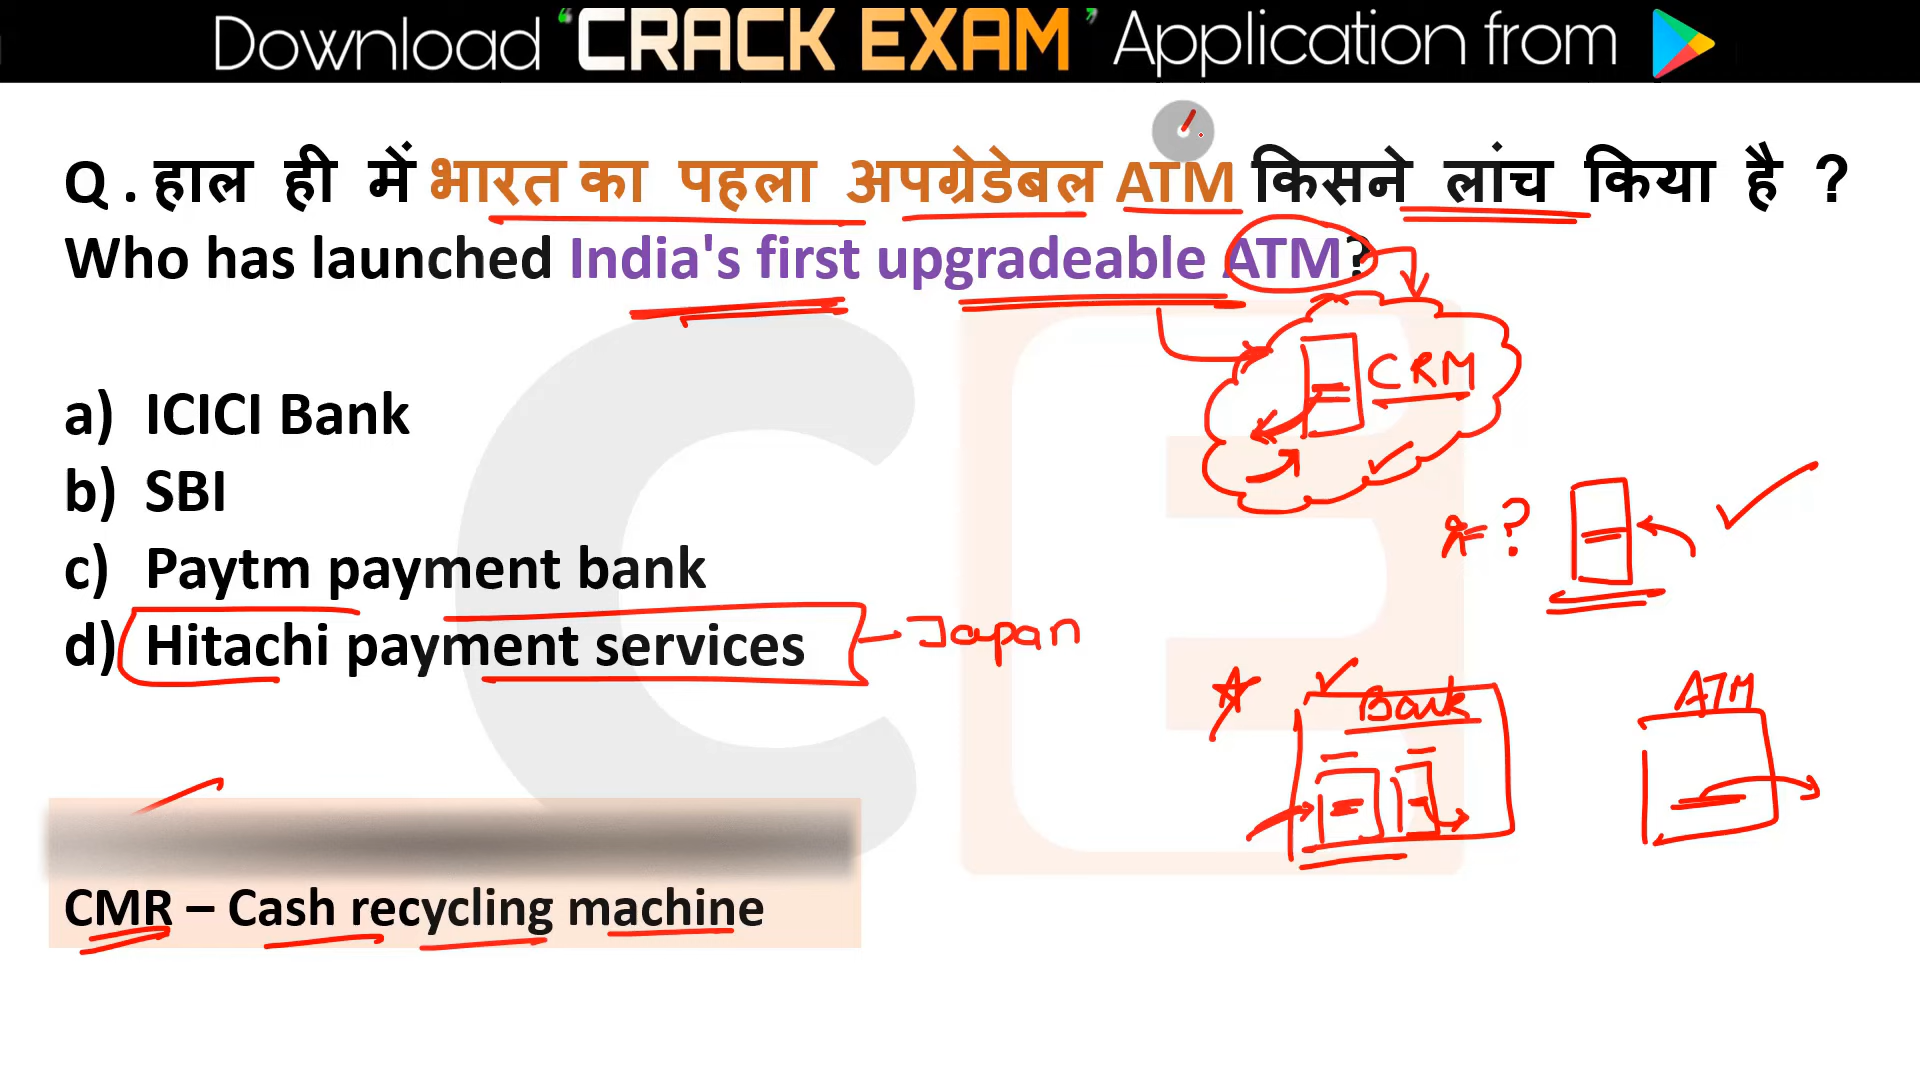 Download 'CRACK EXAM' Application from
Q . हाल ही में भारत का पहला अपग्रेडेबल ATM किसने लांच किया है ?
Who has launched India's first upgradeable ATM?
CRM
a) ICICI Bank
b) SBI
?
c) Paytm payment bank
d) Hitachi payment services
Japan
Bank
ATM
CMR – Cash recycling machine